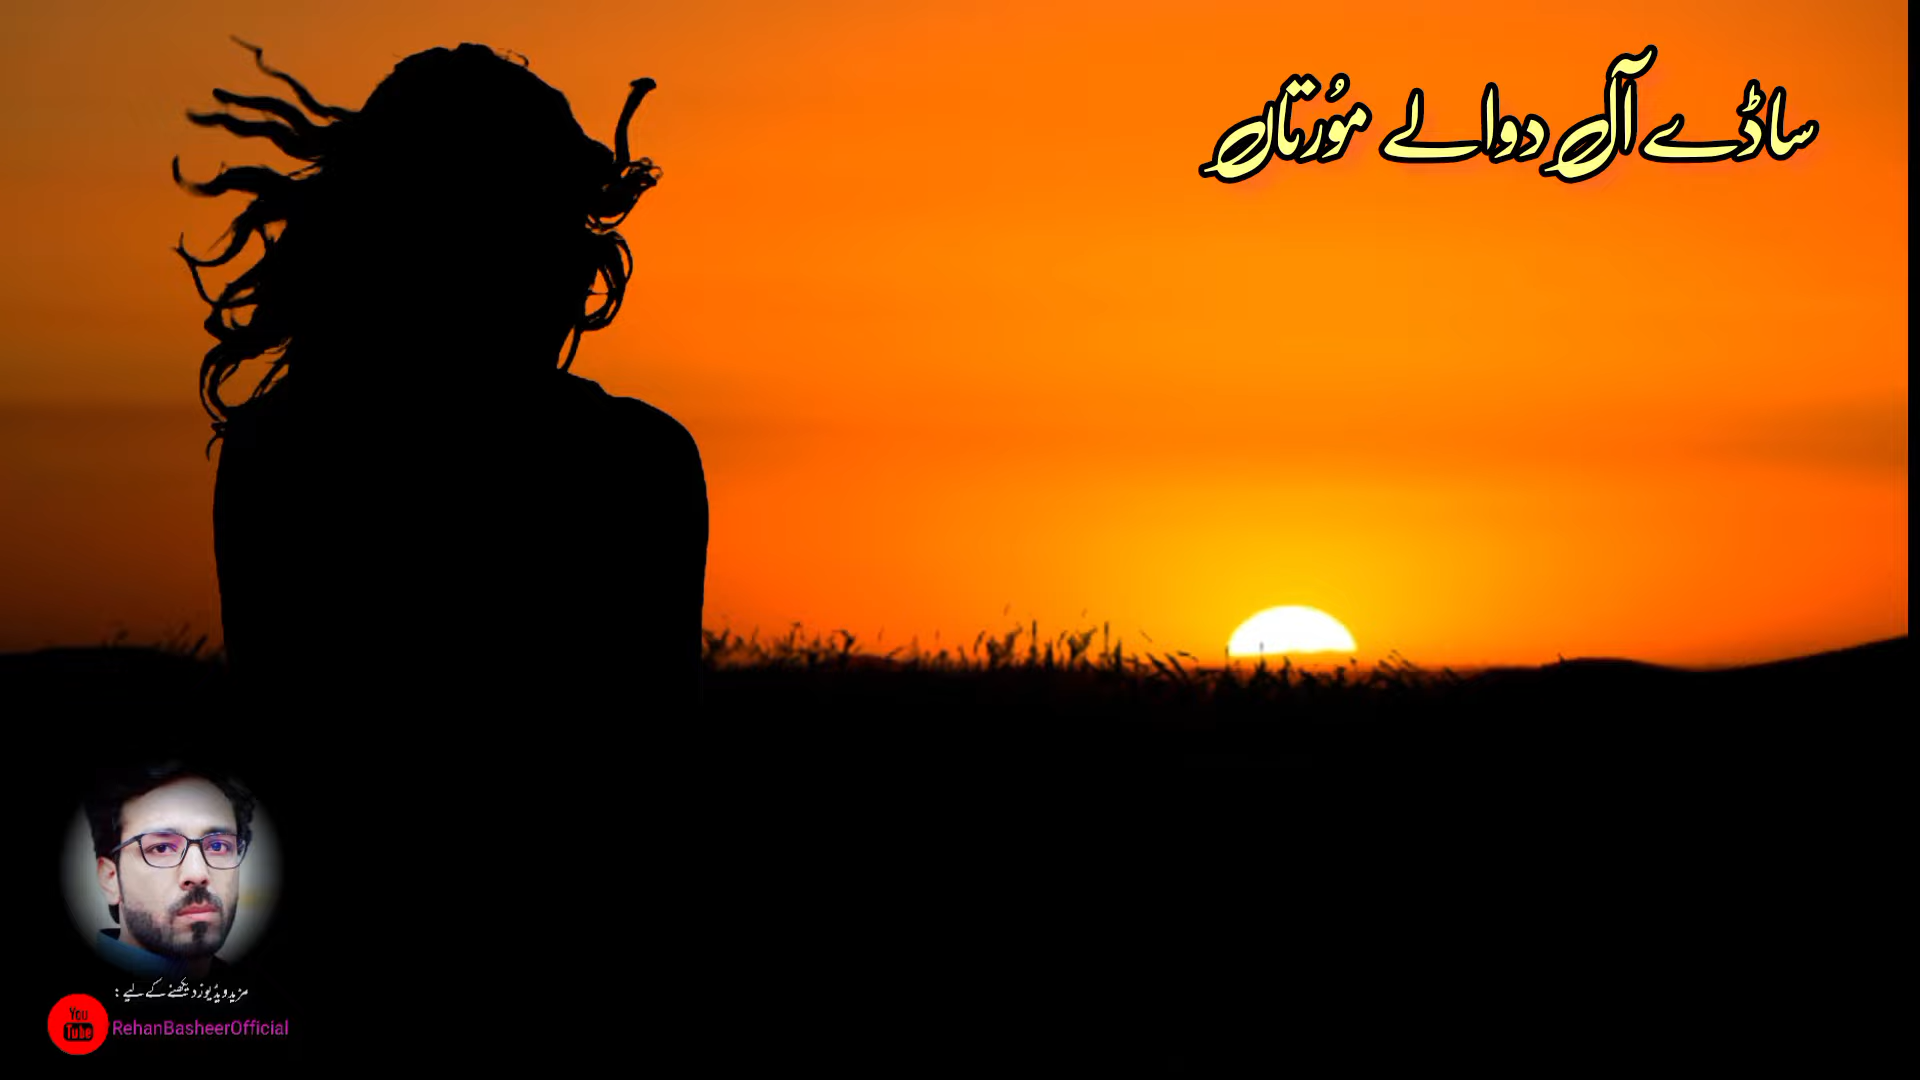 ساڈے آل دوالے مُورتاں
مزید ویڈیوز دیکھنے کے لیے :
You
Tube
RehanBasheerOfficial